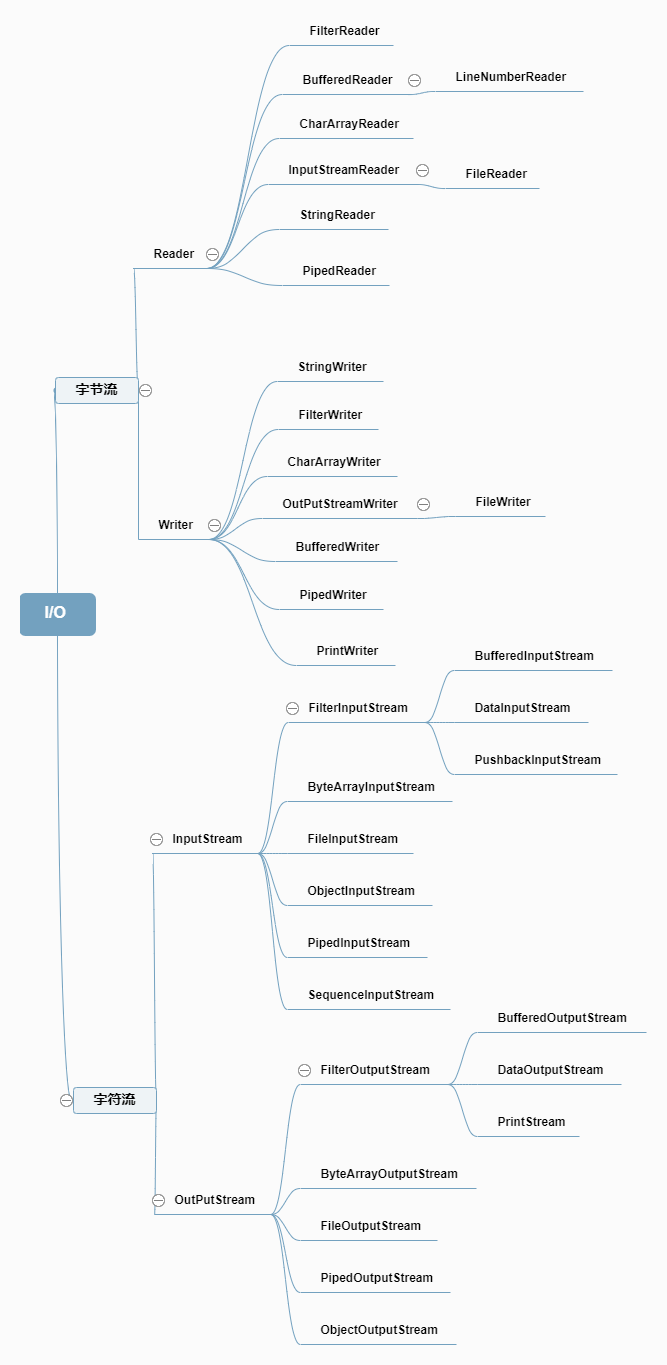 I/O
字节流
Reader
FilterReader
BufferedReader
LineNumberReader
CharArrayReader
InputStreamReader
FileReader
StringReader
PipedReader
Writer
StringWriter
FilterWriter
CharArrayWriter
OutPutStreamWriter
FileWriter
BufferedWriter
PipedWriter
PrintWriter
字符流
InputStream
FilterInputStream
BufferedInputStream
DataInputStream
PushbackInputStream
ByteArrayInputStream
FileInputStream
ObjectInputStream
PipedInputStream
SequenceInputStream
OutPutStream
FilterOutputStream
BufferedOutputStream
DataOutputStream
PrintStream
ByteArrayOutputStream
FileOutputStream
PipedOutputStream
ObjectOutputStream